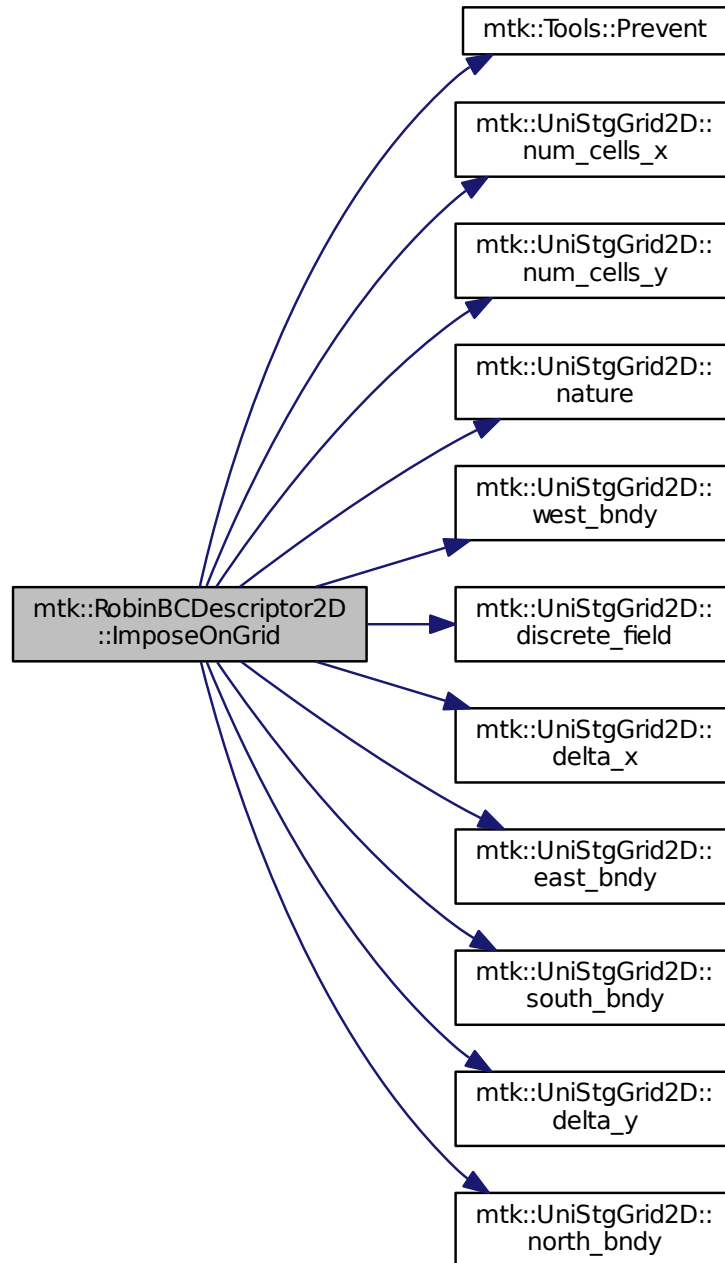 mtk::Tools::Prevent
mtk::UniStgGrid2D::
num_cells_x
mtk::UniStgGrid2D::
num_cells_y
mtk::UniStgGrid2D::
nature
mtk::UniStgGrid2D::
west_bndy
mtk::RobinBCDescriptor2D
::ImposeOnGrid
mtk::UniStgGrid2D::
discrete_field
mtk::UniStgGrid2D::
delta_x
mtk::UniStgGrid2D::
east_bndy
mtk::UniStgGrid2D::
south_bndy
mtk::UniStgGrid2D::
delta_y
mtk::UniStgGrid2D::
north_bndy